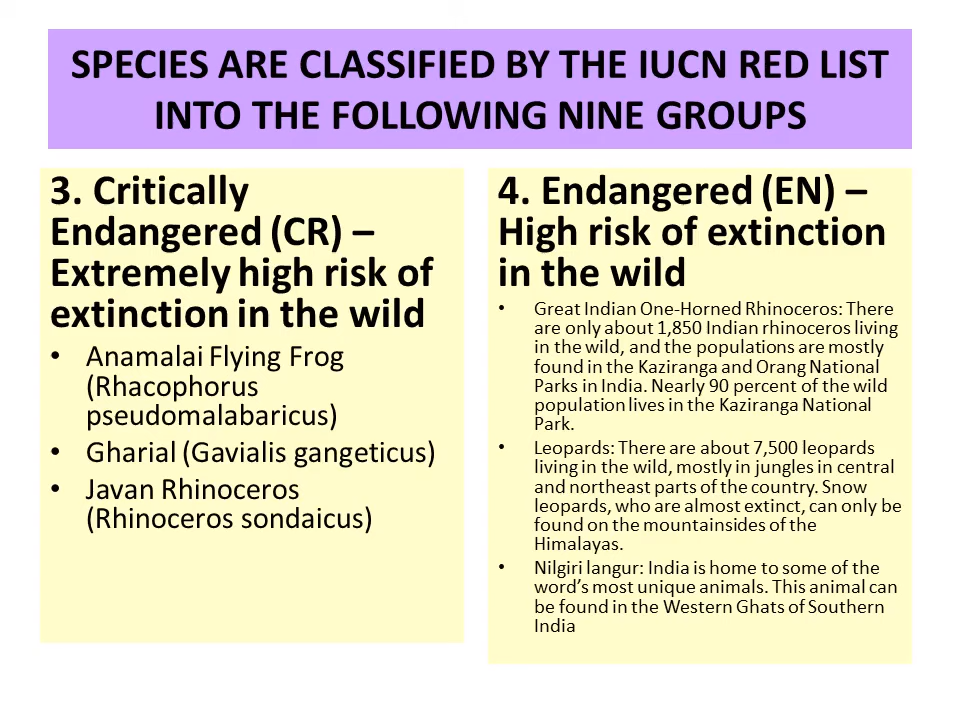 SPECIES ARE CLASSIFIED BY THE IUCN RED LIST
INTO THE FOLLOWING NINE GROUPS
3. Critically
Endangered (CR) –
Extremely high risk of
extinction in the wild
• Anamalai Flying Frog
(Rhacophorus
pseudomalabaricus)
• Gharial (Gavialis gangeticus)
• Javan Rhinoceros
(Rhinoceros sondaicus)
4. Endangered (EN) –
High risk of extinction
in the wild
• Great Indian One-Horned Rhinoceros: There
are only about 1,850 Indian rhinoceros living
in the wild, and the populations are mostly
found in the Kaziranga and Orang National
Parks in India. Nearly 90 percent of the wild
population lives in the Kaziranga National
Park.
• Leopards: There are about 7,500 leopards
living in the wild, mostly in jungles in central
and northeast parts of the country. Snow
leopards, who are almost extinct, can only be
found on the mountainsides of the
Himalayas.
• Nilgiri langur: India is home to some of the
word’s most unique animals. This animal can
be found in the Western Ghats of Southern
India